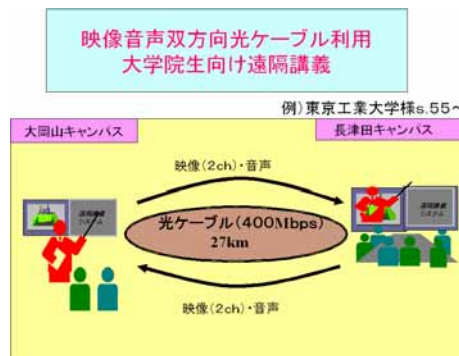 映像音声双方向光ケーブル利用
大学院生向け遠隔講義
例）東京工業大学様s.55～
大岡山キャンパス
長津田キャンパス
映像（2ch）・音声
光ケーブル（400Mbps）
27km
映像（2ch）・音声